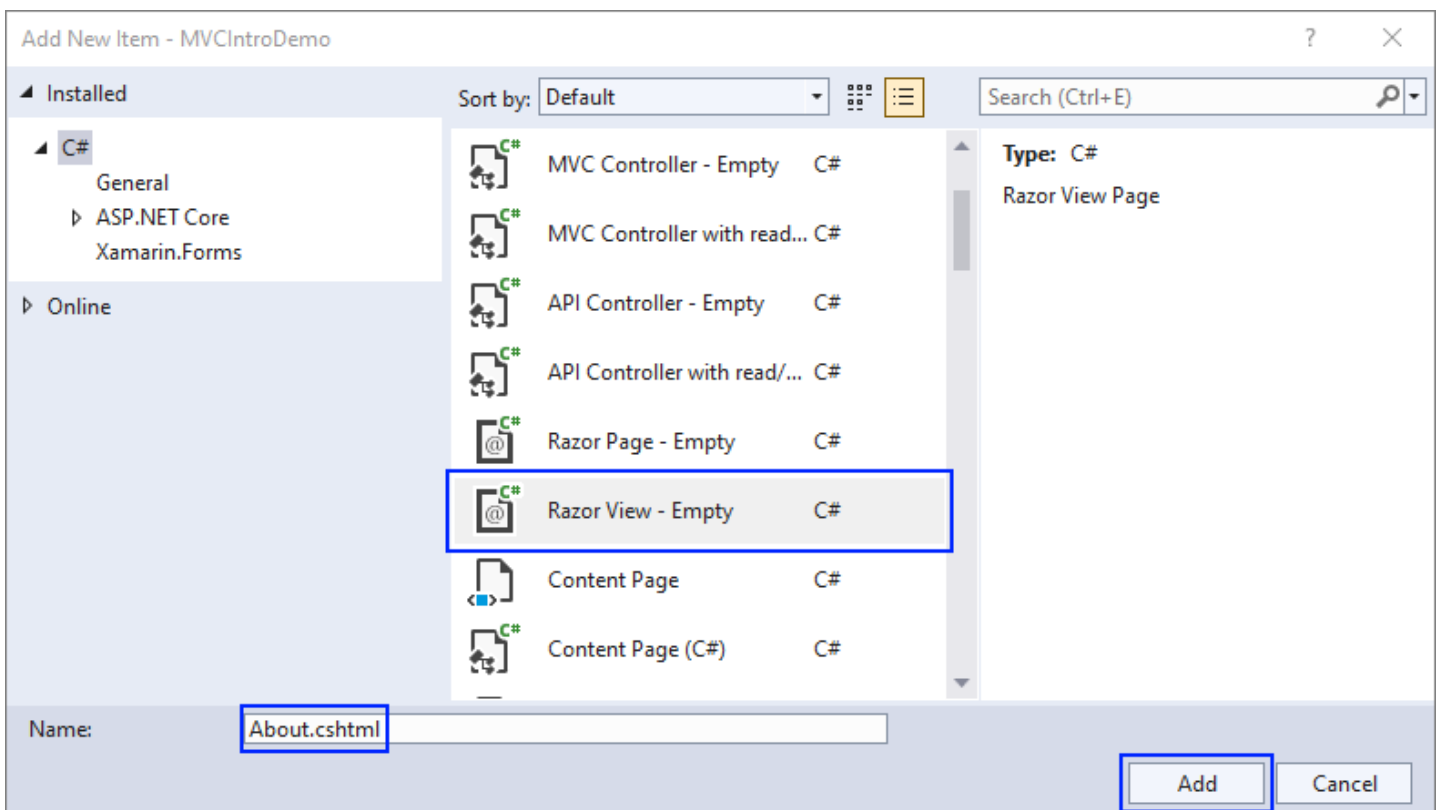 Add New Item - MVCIntroDemo
?
Installed
Sort by: Default
Search (Ctrl+E)
C#
General
ASP.NET Core
Xamarin.Forms
Online
C#
MVC Controller - Empty C#
C#
MVC Controller with read... C#
C#
API Controller - Empty C#
C#
API Controller with read/... C#
C#
@
Razor Page - Empty C#
C#
@
Razor View - Empty C#
Content Page C#
C#
Content Page (C#) C#
Type: C#
Razor View Page
Name: About.cshtml
Add Cancel